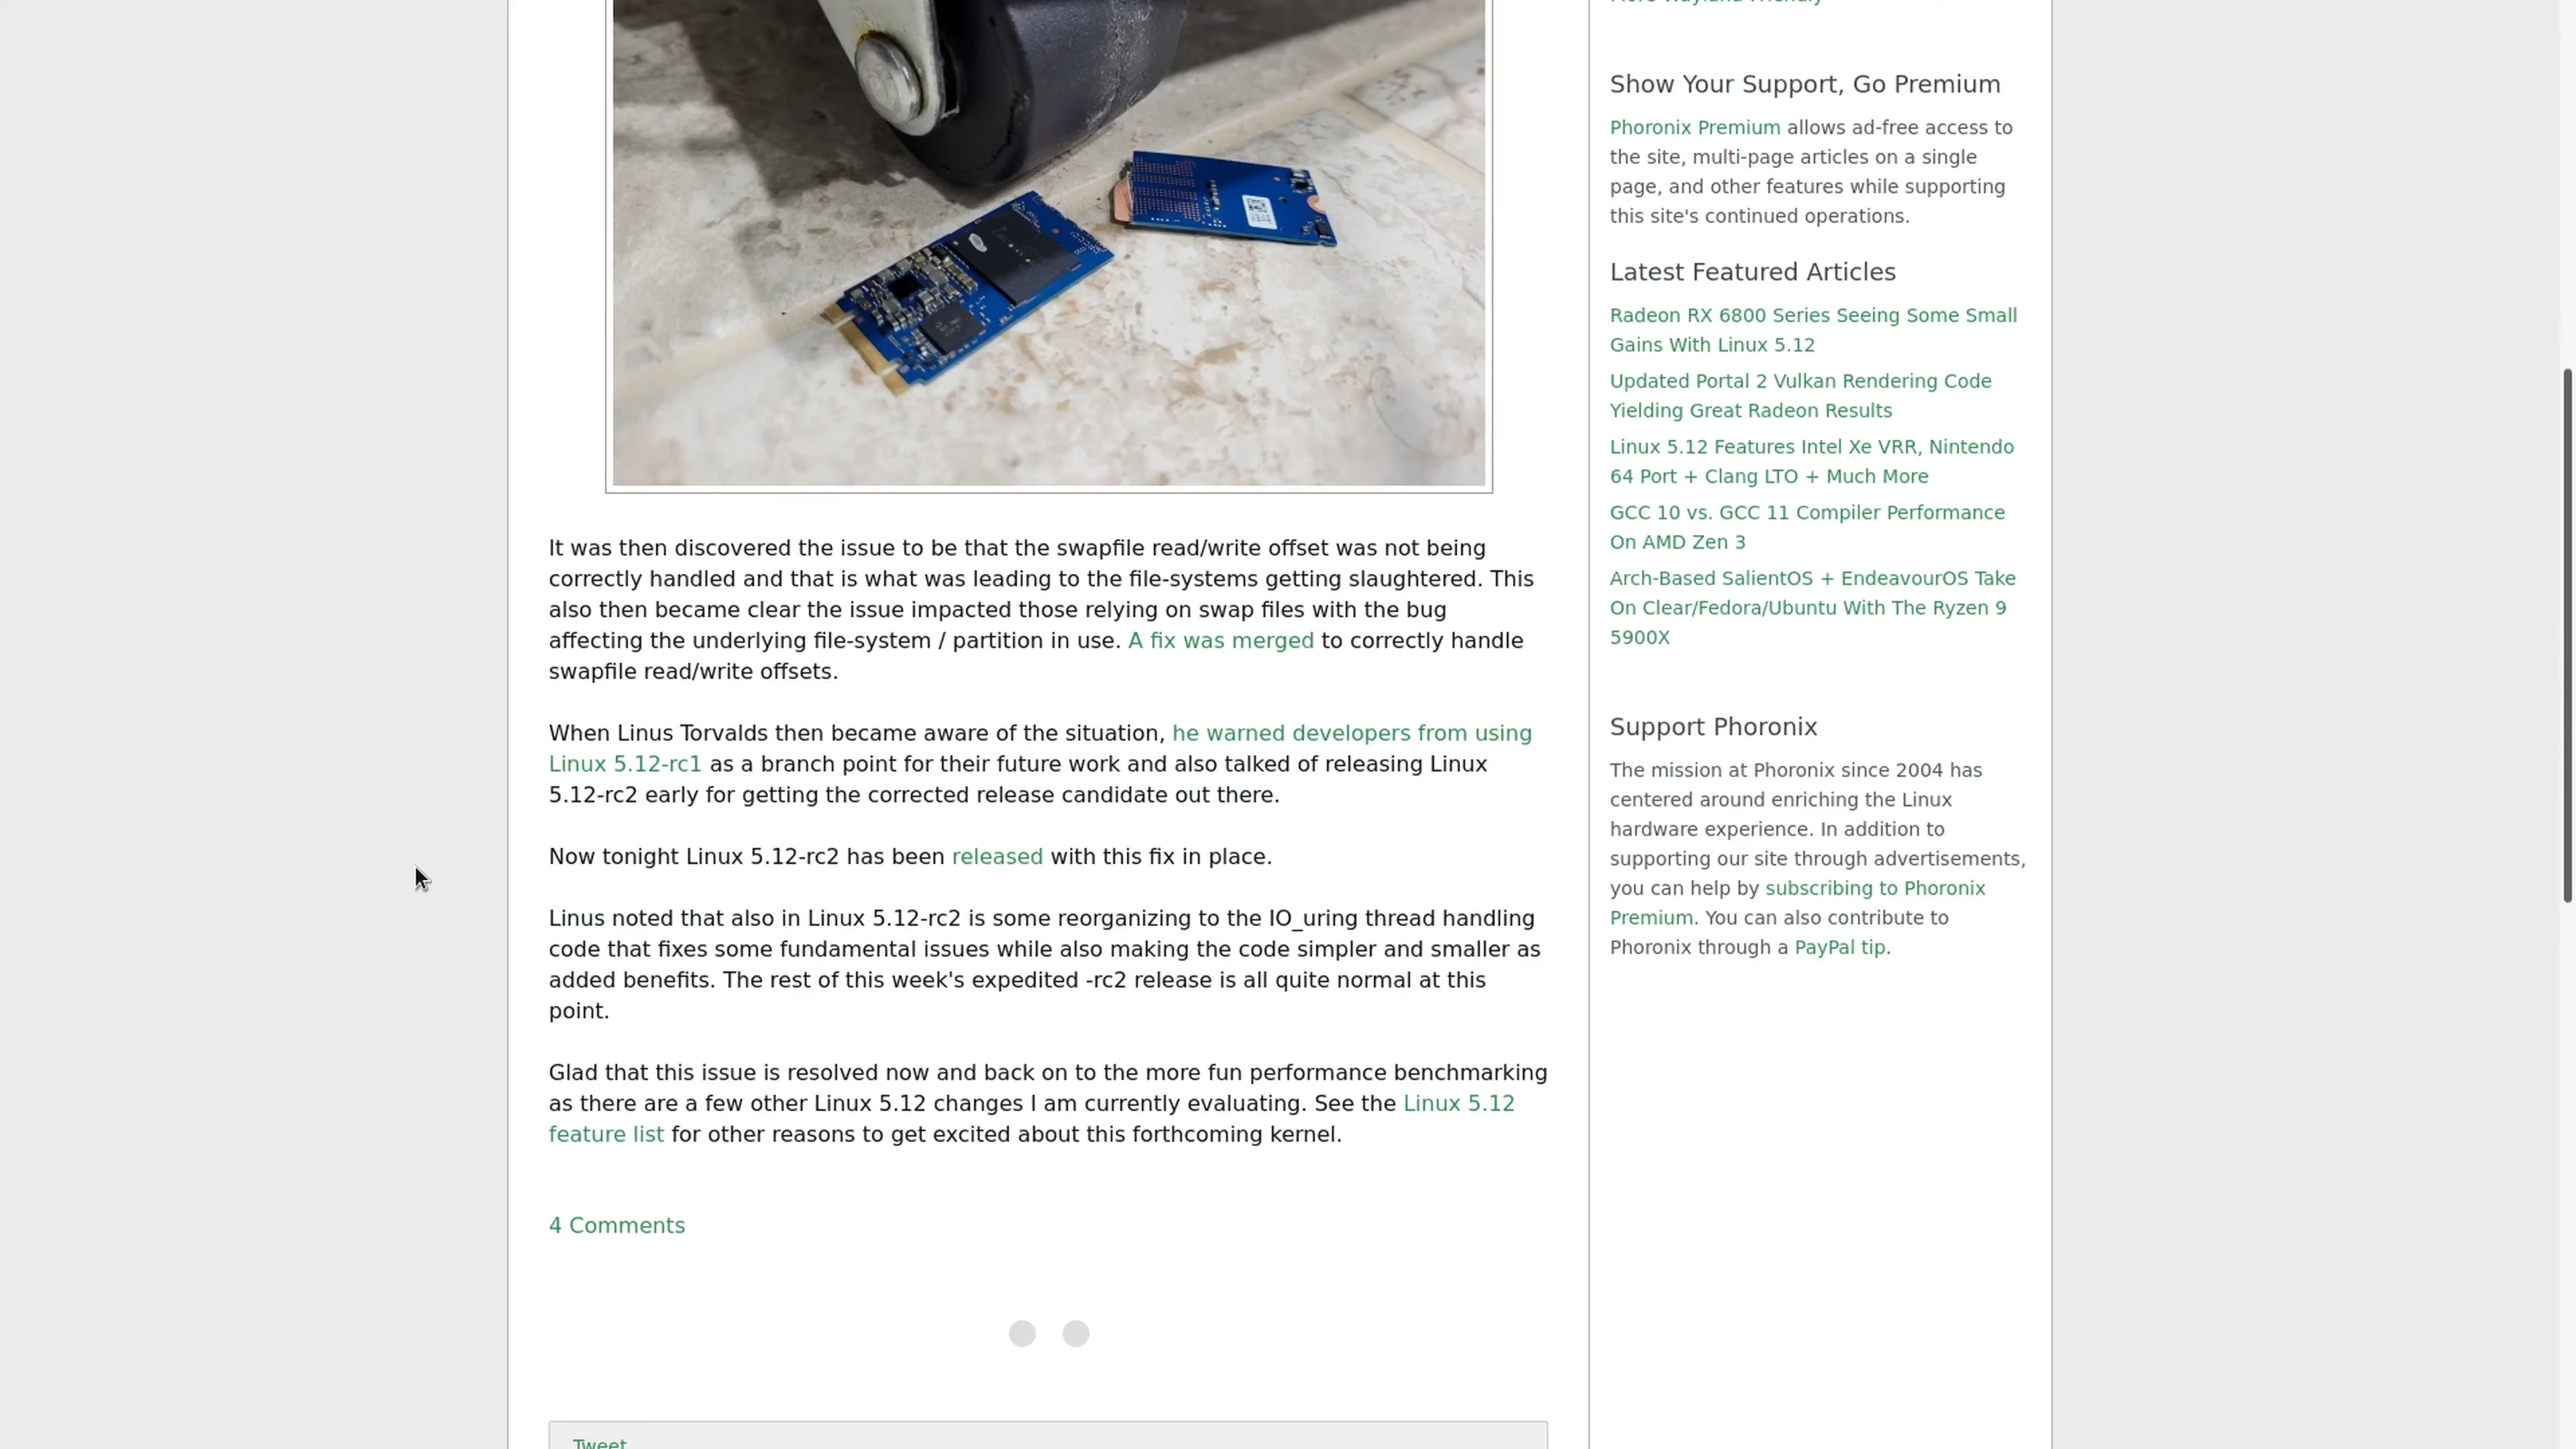 It was then discovered the issue to be that the swapfile read/write offset was not being
correctly handled and that is what was leading to the file-systems getting slaughtered. This
also then became clear the issue impacted those relying on swap files with the bug
affecting the underlying file-system / partition in use. A fix was merged to correctly handle
swapfile read/write offsets.
When Linus Torvalds then became aware of the situation, he warned developers from using
Linux 5.12-rc1 as a branch point for their future work and also talked of releasing Linux
5.12-rc2 early for getting the corrected release candidate out there.
Now tonight Linux 5.12-rc2 has been released with this fix in place.
Linus noted that also in Linux 5.12-rc2 is some reorganizing to the IO_uring thread handling
code that fixes some fundamental issues while also making the code simpler and smaller as
added benefits. The rest of this week's expedited -rc2 release is all quite normal at this
point.
Glad that this issue is resolved now and back on to the more fun performance benchmarking
as there are a few other Linux 5.12 changes I am currently evaluating. See the Linux 5.12
feature list for other reasons to get excited about this forthcoming kernel.
4 Comments
Tweet
Show Your Support, Go Premium
Phoronix Premium allows ad-free access to
the site, multi-page articles on a single
page, and other features while supporting
this site's continued operations.
Latest Featured Articles
Radeon RX 6800 Series Seeing Some Small
Gains With Linux 5.12
Updated Portal 2 Vulkan Rendering Code
Yielding Great Radeon Results
Linux 5.12 Features Intel Xe VRR, Nintendo
64 Port + Clang LTO + Much More
GCC 10 vs. GCC 11 Compiler Performance
On AMD Zen 3
Arch-Based SalientOS + EndeavourOS Take
On Clear/Fedora/Ubuntu With The Ryzen 9
5900X
Support Phoronix
The mission at Phoronix since 2004 has
centered around enriching the Linux
hardware experience. In addition to
supporting our site through advertisements,
you can help by subscribing to Phoronix
Premium. You can also contribute to
Phoronix through a PayPal tip.